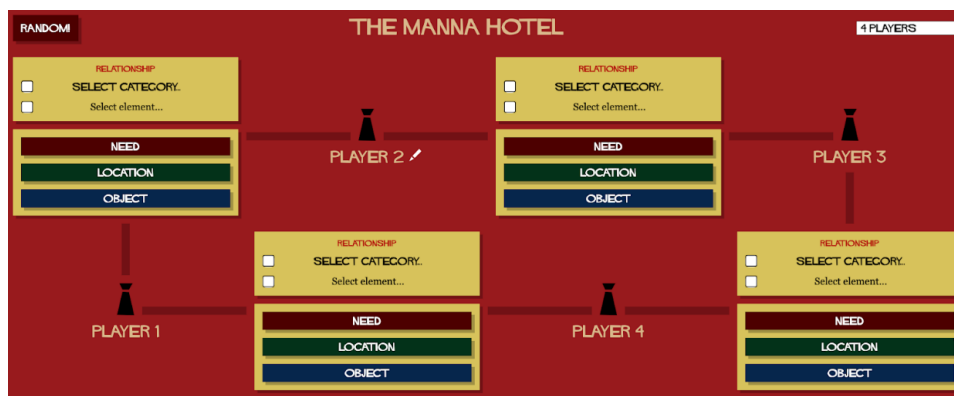 RANDOM!
THE MANNA HOTEL
4 PLAYERS
RELATIONSHIP
SELECT CATEGORY..
Select element...
NEED
LOCATION
OBJECT
PLAYER 2
RELATIONSHIP
SELECT CATEGORY..
Select element...
NEED
LOCATION
OBJECT
PLAYER 3
PLAYER 1
RELATIONSHIP
SELECT CATEGORY..
Select element...
NEED
LOCATION
OBJECT
PLAYER 4
RELATIONSHIP
SELECT CATEGORY..
Select element...
NEED
LOCATION
OBJECT